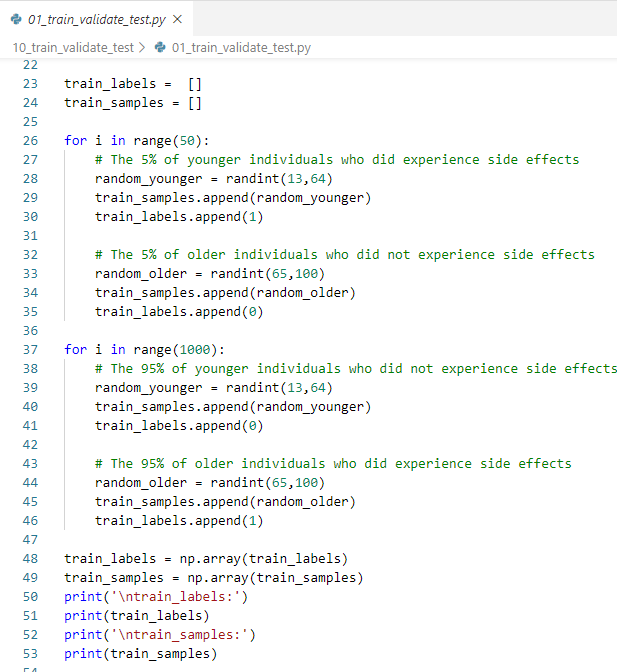 01_train_validate_test.py ×
10_train_validate_test > 01_train_validate_test.py
22
23 train_labels =  []
24 train_samples = []
25
26 for i in range(50):
27     # The 5% of younger individuals who did experience side effects
28     random_younger = randint(13,64)
29     train_samples.append(random_younger)
30     train_labels.append(1)
31
32     # The 5% of older individuals who did not experience side effects
33     random_older = randint(65,100)
34     train_samples.append(random_older)
35     train_labels.append(0)
36
37 for i in range(1000):
38     # The 95% of younger individuals who did not experience side effects
39     random_younger = randint(13,64)
40     train_samples.append(random_younger)
41     train_labels.append(0)
42
43     # The 95% of older individuals who did experience side effects
44     random_older = randint(65,100)
45     train_samples.append(random_older)
46     train_labels.append(1)
47
48 train_labels = np.array(train_labels)
49 train_samples = np.array(train_samples)
50 print('\ntrain_labels:')
51 print(train_labels)
52 print('\ntrain_samples:')
53 print(train_samples)
54